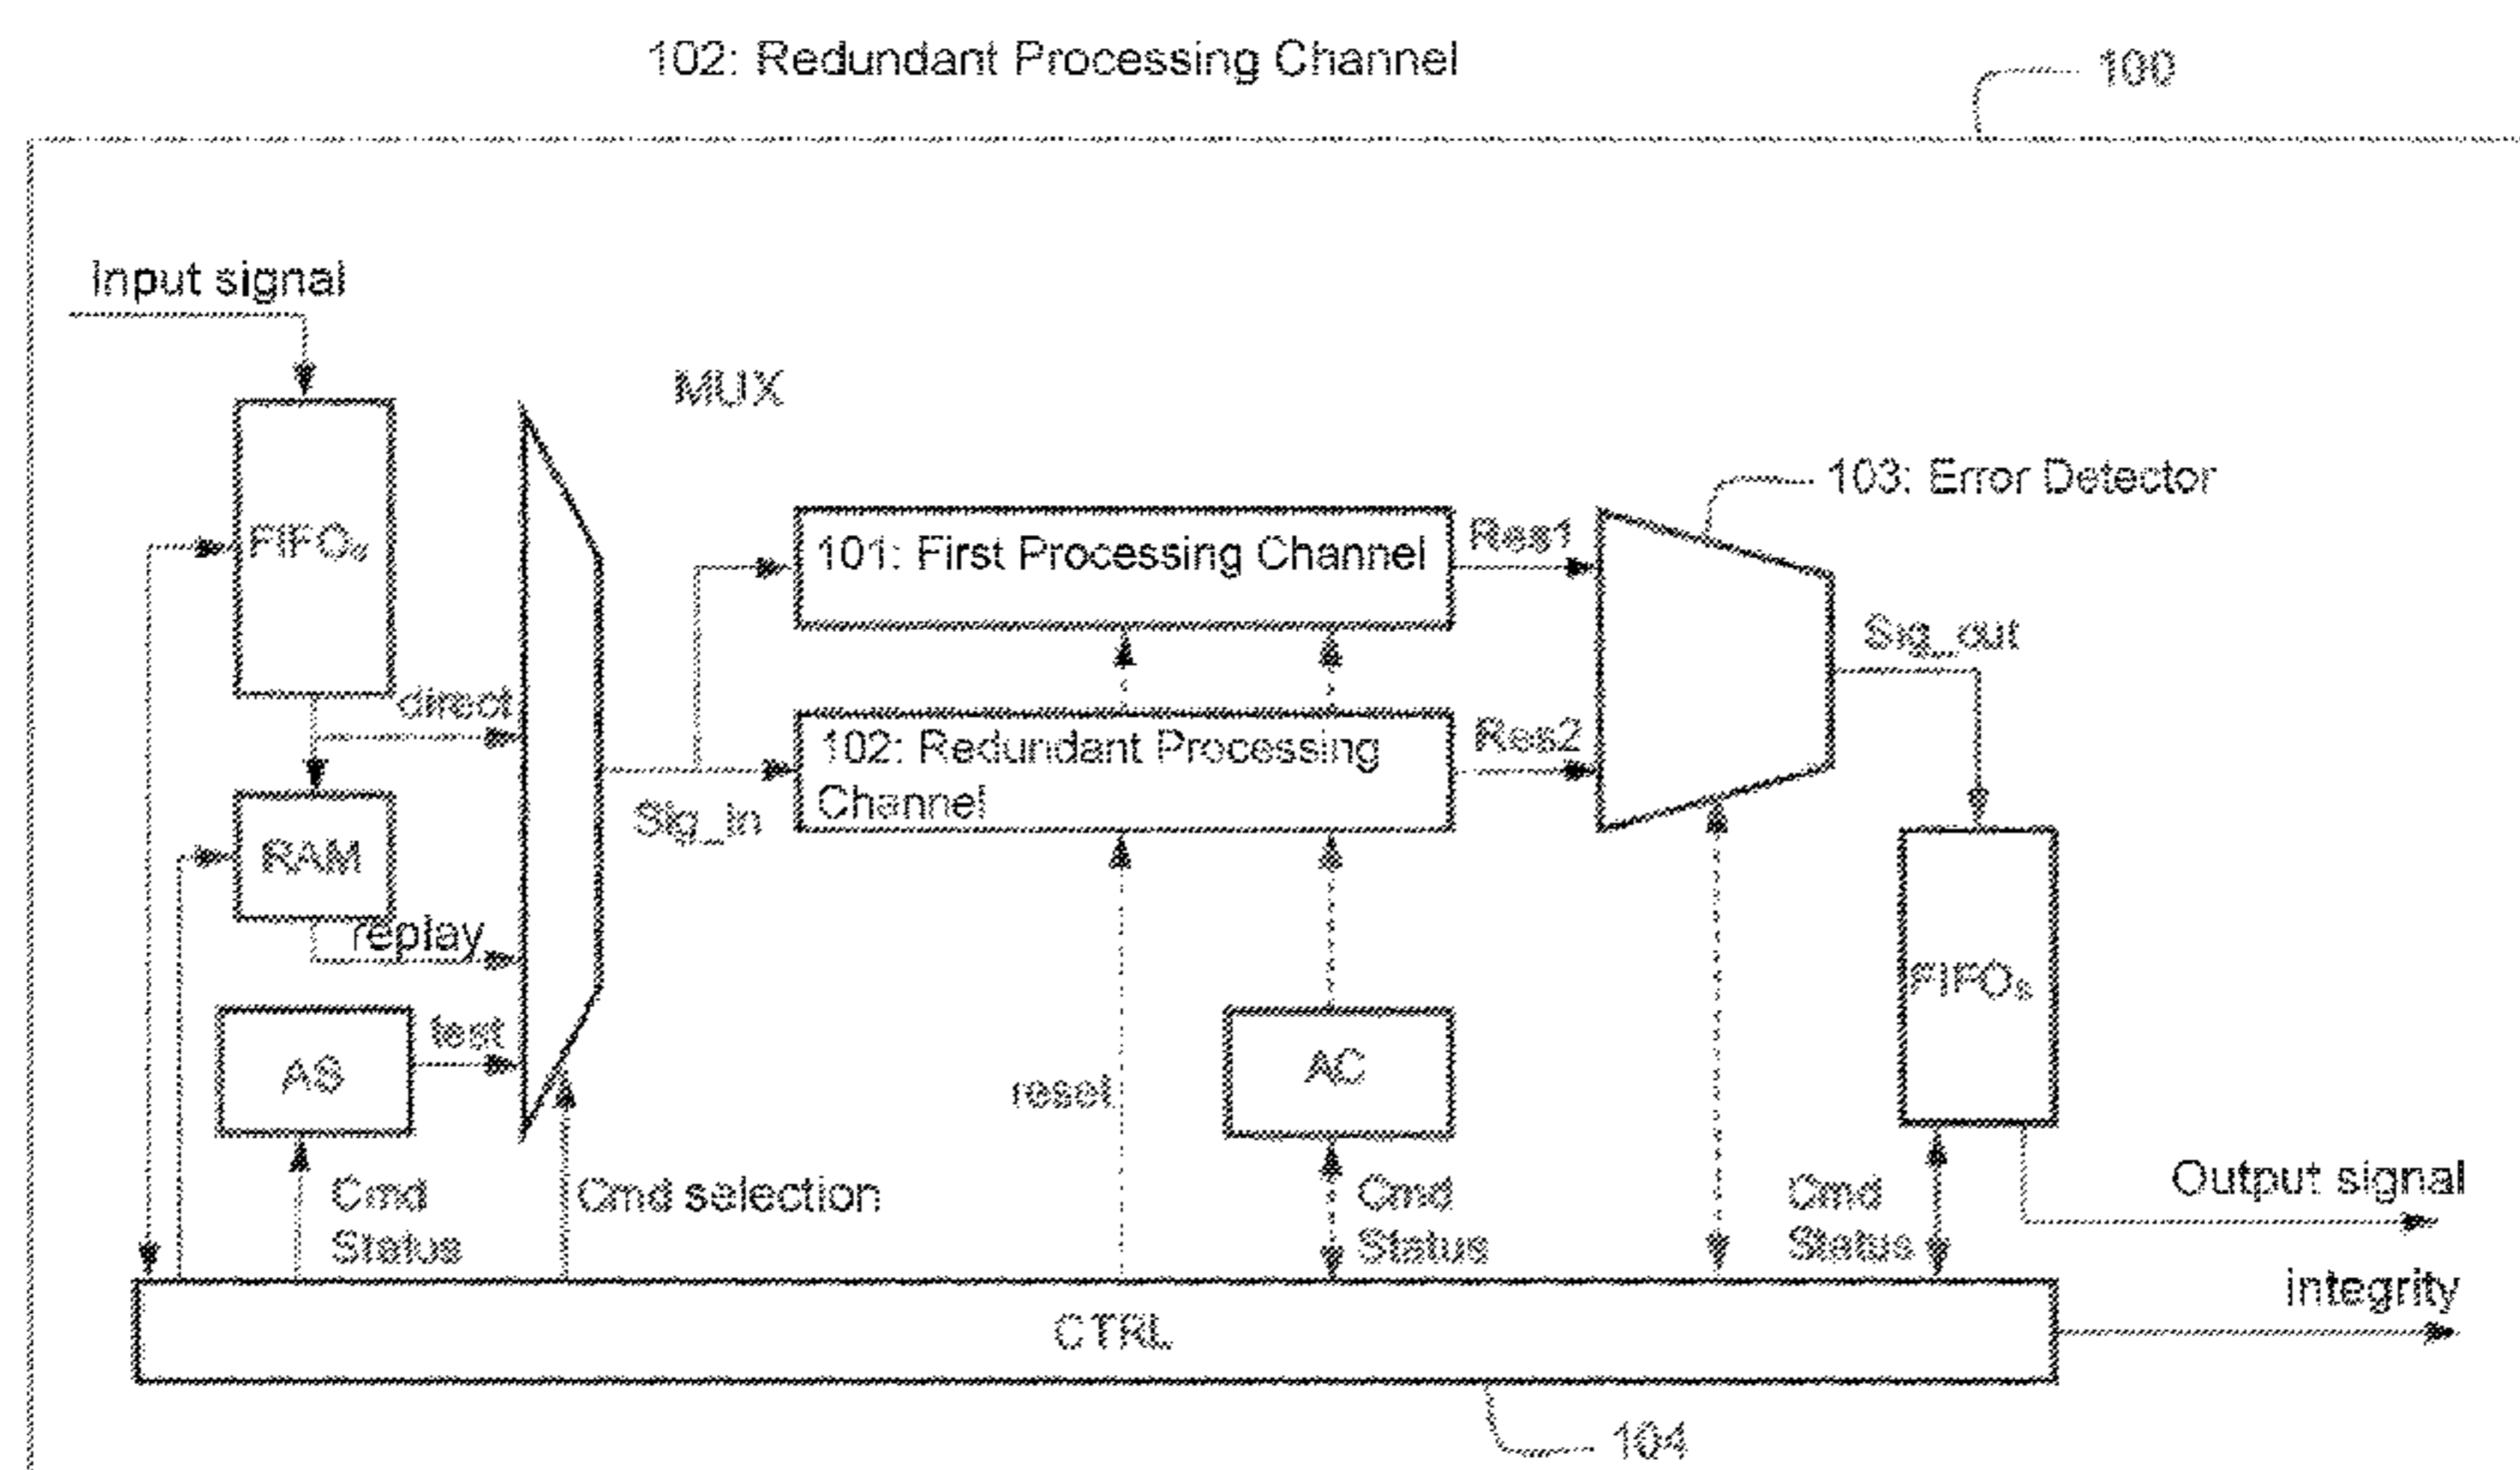 102: Redundant Processing Channel
100
Input signal
MUX
103: Error Detector
FIFOe
101: First Processing Channel
Res1
Sig_out
direct
102: Redundant Processing
Channel
Res2
Sig_in
RAM
replay
FIFOs
AS
test
reset
AC
Cmd
Status
Cmd selection
Cmd
Status
Cmd
Status
Output signal
integrity
CTRL
104